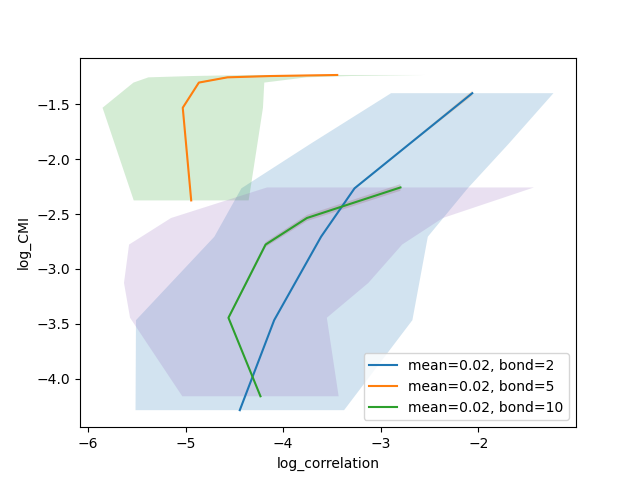 −1.5
−2.0
−2.5
−3.0
−3.5
−4.0
log_CMI
mean=0.02, bond=2
mean=0.02, bond=5
mean=0.02, bond=10
−6
−5
−4
−3
−2
log_correlation